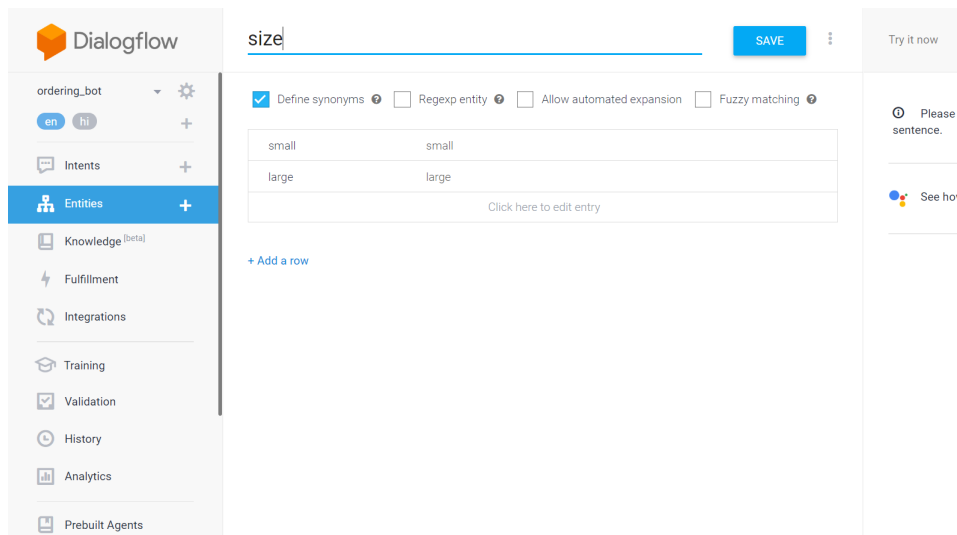 Dialogflow
size
SAVE
Try it now
ordering_bot
en hi
Define synonyms Regexp entity Allow automated expansion Fuzzy matching
Please
sentence.
small small
large large
Click here to edit entry
+ Add a row
Intents
Entities
Knowledge [beta]
Fulfillment
Integrations
Training
Validation
History
Analytics
Prebuilt Agents
See how